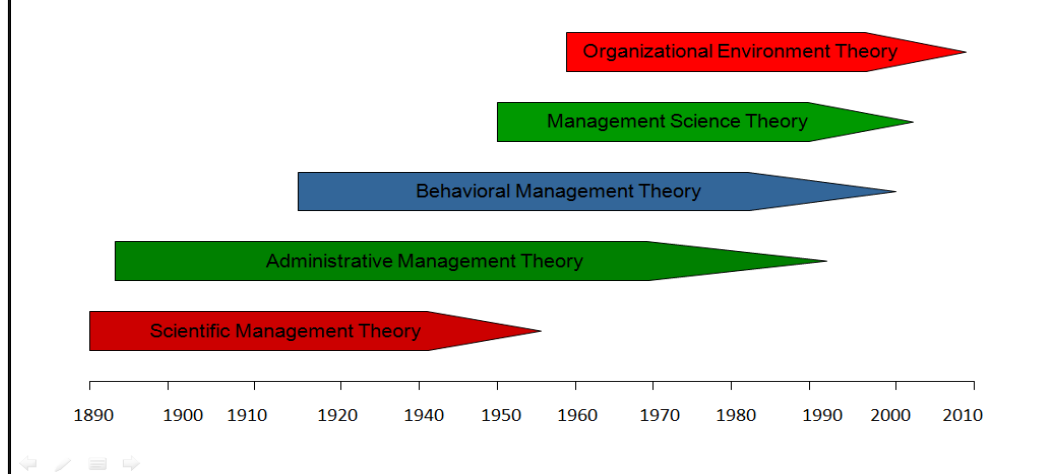 Organizational Environment Theory
Management Science Theory
Behavioral Management Theory
Administrative Management Theory
Scientific Management Theory
1890 1900 1910 1920 1940 1950 1960 1970 1980 1990 2000 2010